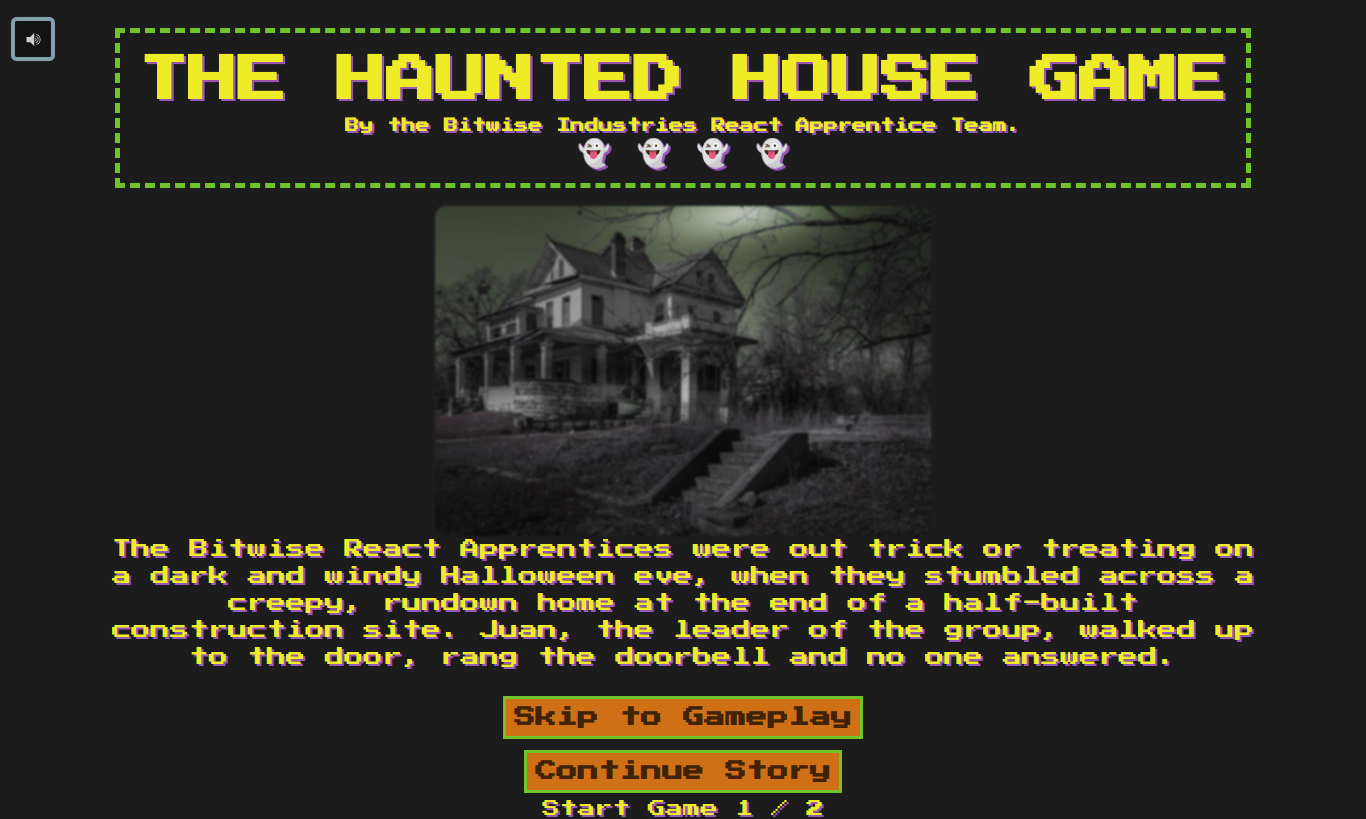 THE HAUNTED HOUSE GAME
By the Bitwise Industries React Apprentice Team.
The Bitwise React Apprentices were out trick or treating on
a dark and windy Halloween eve, when they stumbled across a
creepy, rundown home at the end of a half-built
construction site. Juan, the leader of the group, walked up
to the door, rang the doorbell and no one answered.
Skip to Gameplay
Continue Story
Start Game 1 / 2